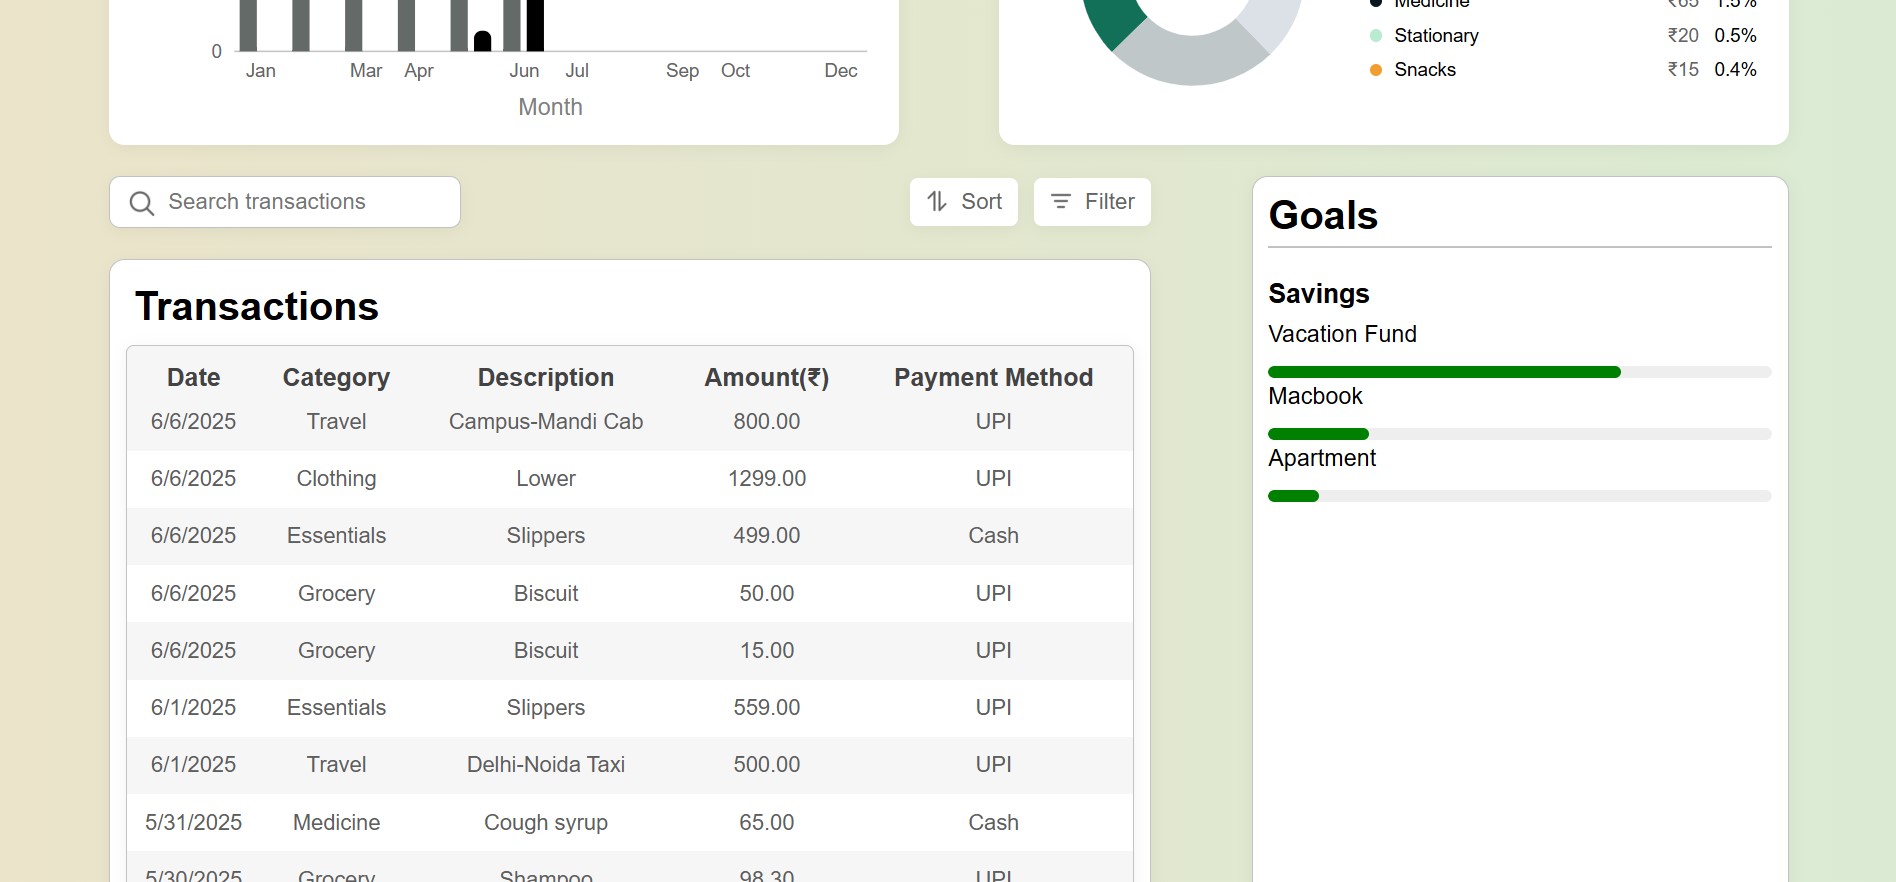 0
Jan Mar Apr Jun Jul Sep Oct Dec
Month
Medicine ₹65 1.5%
Stationary ₹20 0.5%
Snacks ₹15 0.4%
Search transactions
Sort
Filter
Transactions
Date Category Description Amount(₹) Payment Method
6/6/2025 Travel Campus-Mandi Cab 800.00 UPI
6/6/2025 Clothing Lower 1299.00 UPI
6/6/2025 Essentials Slippers 499.00 Cash
6/6/2025 Grocery Biscuit 50.00 UPI
6/6/2025 Grocery Biscuit 15.00 UPI
6/1/2025 Essentials Slippers 559.00 UPI
6/1/2025 Travel Delhi-Noida Taxi 500.00 UPI
5/31/2025 Medicine Cough syrup 65.00 Cash
5/30/2025 Grocery Shampoo 98.30 UPI
Goals
Savings
Vacation Fund
Macbook
Apartment